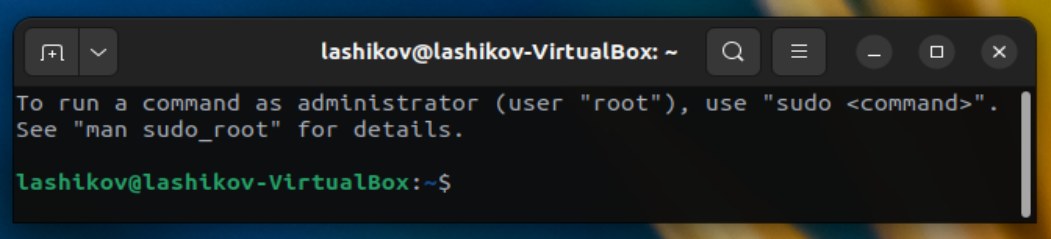 lashikov@lashikov-VirtualBox: ~
To run a command as administrator (user "root"), use "sudo <command>".
See "man sudo_root" for details.
lashikov@lashikov-VirtualBox:~$